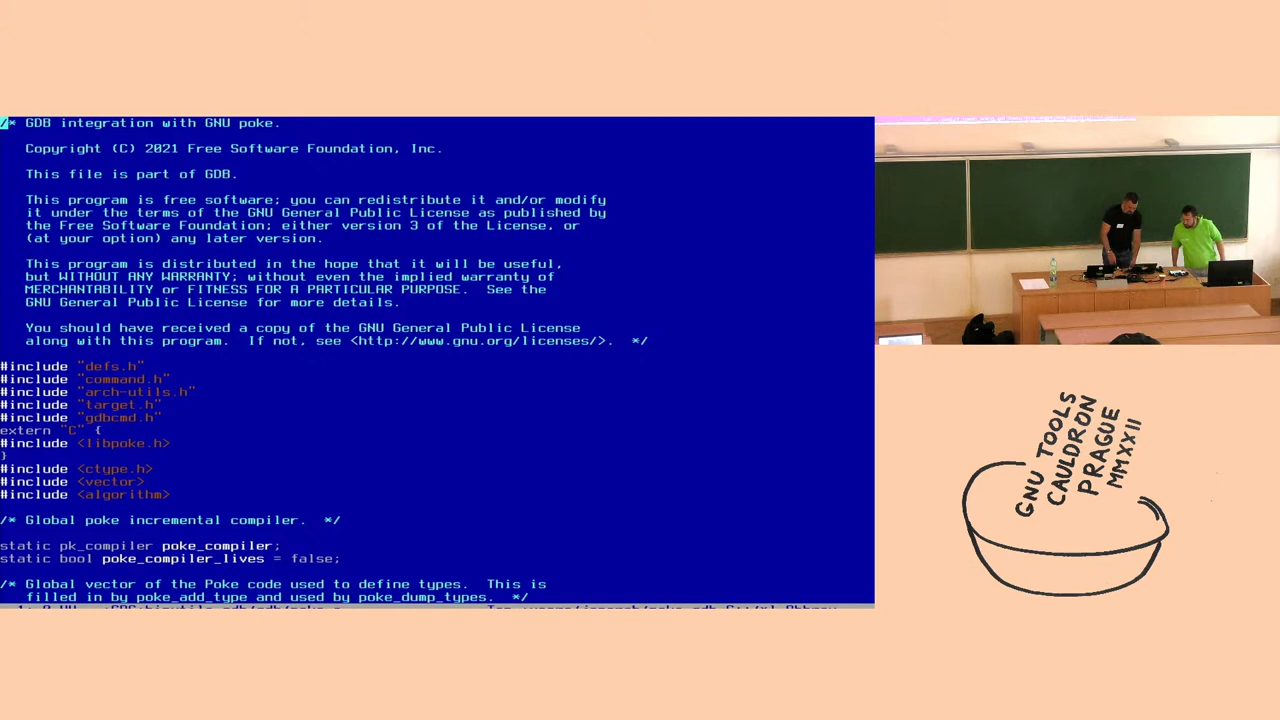 /* GDB integration with GNU poke.
Copyright (C) 2021 Free Software Foundation, Inc.
This file is part of GDB.
This program is free software; you can redistribute it and/or modify
it under the terms of the GNU General Public License as published by
the Free Software Foundation; either version 3 of the License, or
(at your option) any later version.
This program is distributed in the hope that it will be useful,
but WITHOUT ANY WARRANTY; without even the implied warranty of
MERCHANTABILITY or FITNESS FOR A PARTICULAR PURPOSE.  See the
GNU General Public License for more details.
You should have received a copy of the GNU General Public License
along with this program.  If not, see <http://www.gnu.org/licenses/>.  */
#include "defs.h"
#include "command.h"
#include "arch-utils.h"
#include "target.h"
#include "gdbcmd.h"
extern "C" {
#include <libpoke.h>
}
#include <ctype.h>
#include <vector>
#include <algorithm>
/* Global poke incremental compiler.  */
static pk_compiler poke_compiler;
static bool poke_compiler_lives = false;
/* Global vector of the Poke code used to define types.  This is
filled in by poke_add_type and used by poke_dump_types.  */
GNU TOOLS
CAULDRON
PRAGUE
MMXXII